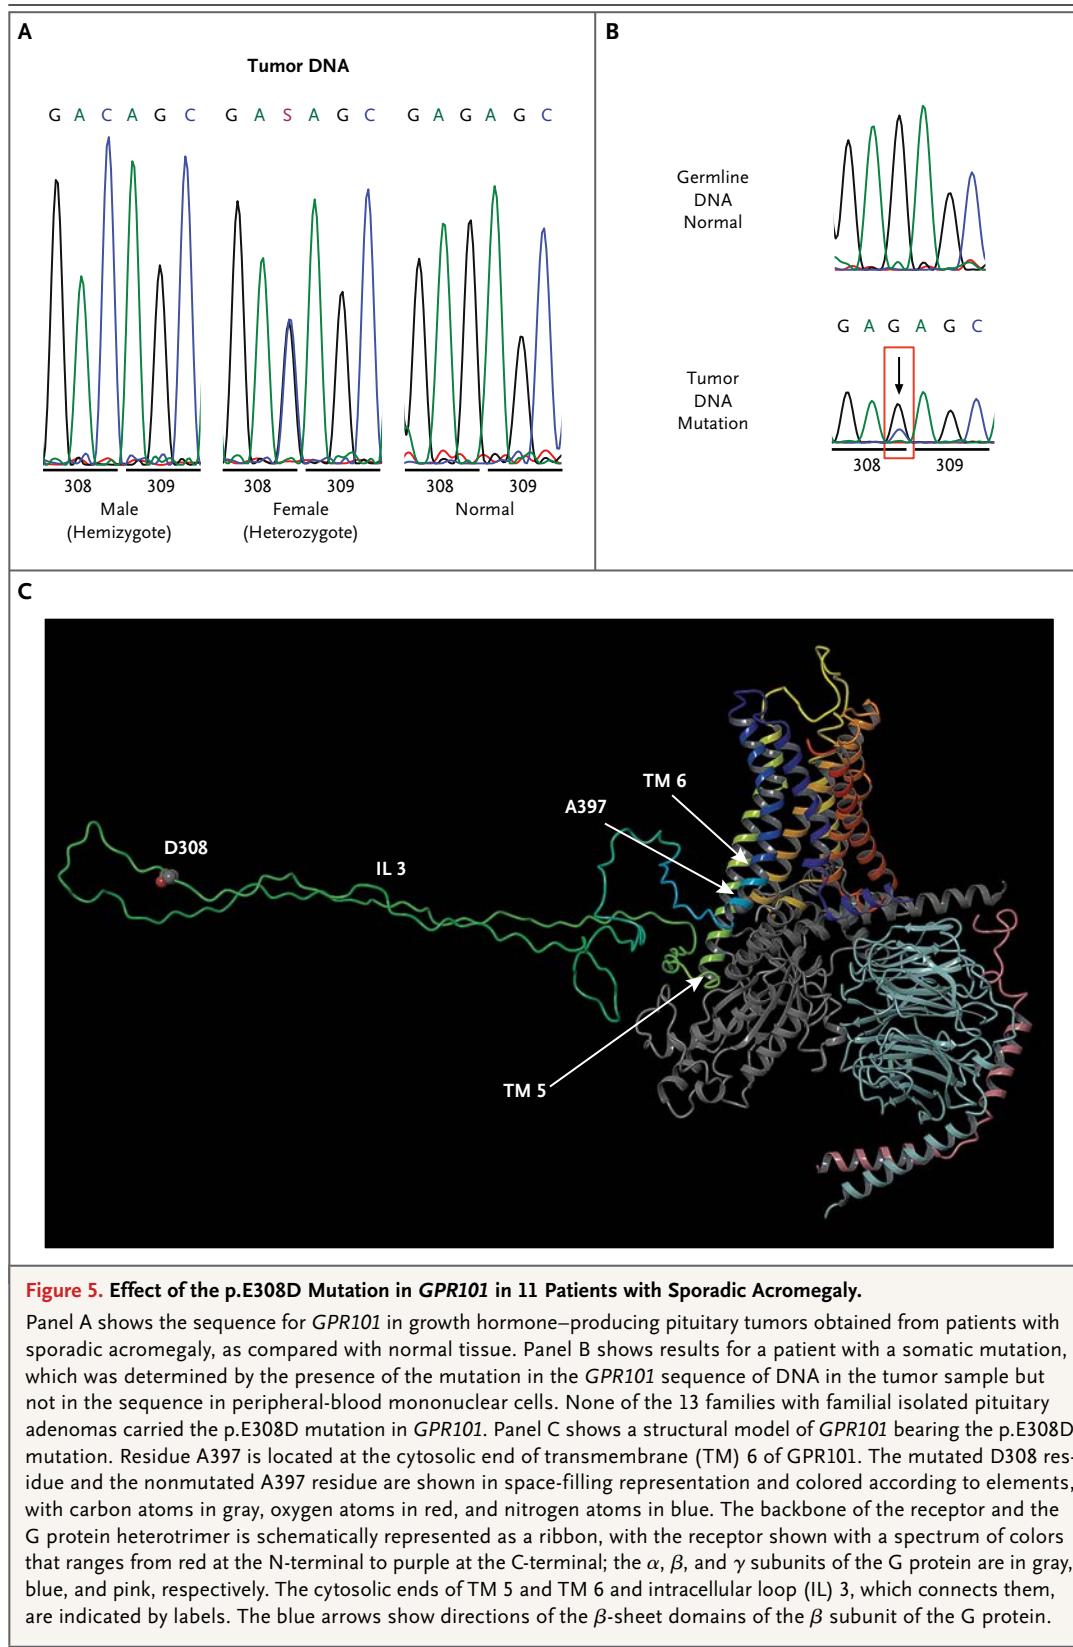 A
Tumor DNA
G A C A G C G A S A G C G A G A G C
308 309 308 309 308 309
Male Female Normal
(Hemizygote) (Heterozygote)
B
Germline
DNA
Normal
G A G A G C
Tumor
DNA
Mutation
308 309
C
TM 6
A397
D308
IL 3
TM 5
Figure 5. Effect of the p.E308D Mutation in GPR101 in 11 Patients with Sporadic Acromegaly.
Panel A shows the sequence for GPR101 in growth hormone–producing pituitary tumors obtained from patients with
sporadic acromegaly, as compared with normal tissue. Panel B shows results for a patient with a somatic mutation,
which was determined by the presence of the mutation in the GPR101 sequence of DNA in the tumor sample but
not in the sequence in peripheral-blood mononuclear cells. None of the 13 families with familial isolated pituitary
adenomas carried the p.E308D mutation in GPR101. Panel C shows a structural model of GPR101 bearing the p.E308D
mutation. Residue A397 is located at the cytosolic end of transmembrane (TM) 6 of GPR101. The mutated D308 res-
idue and the nonmutated A397 residue are shown in space-filling representation and colored according to elements,
with carbon atoms in gray, oxygen atoms in red, and nitrogen atoms in blue. The backbone of the receptor and the
G protein heterotrimer is schematically represented as a ribbon, with the receptor shown with a spectrum of colors
that ranges from red at the N-terminal to purple at the C-terminal; the α, β, and γ subunits of the G protein are in gray,
blue, and pink, respectively. The cytosolic ends of TM 5 and TM 6 and intracellular loop (IL) 3, which connects them,
are indicated by labels. The blue arrows show directions of the β-sheet domains of the β subunit of the G protein.